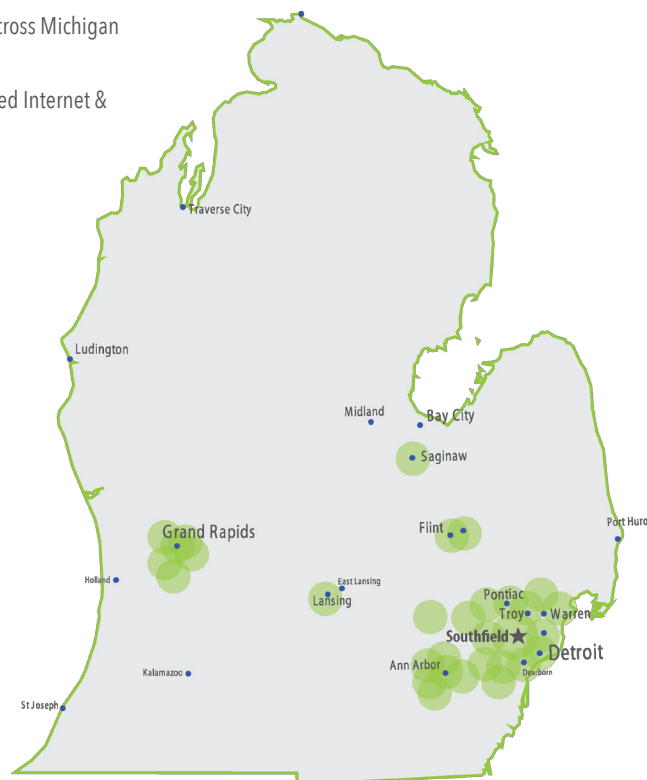 cross Michigan
ed Internet &
Traverse City
Ludington
Midland
Bay City
Saginaw
Grand Rapids
Flint
Port Huro
Holland
East Lansing
Lansing
Pontiac
Troy
Warren
Southfield
Detroit
Ann Arbor
Dearborn
Kalamazoo
St Joseph